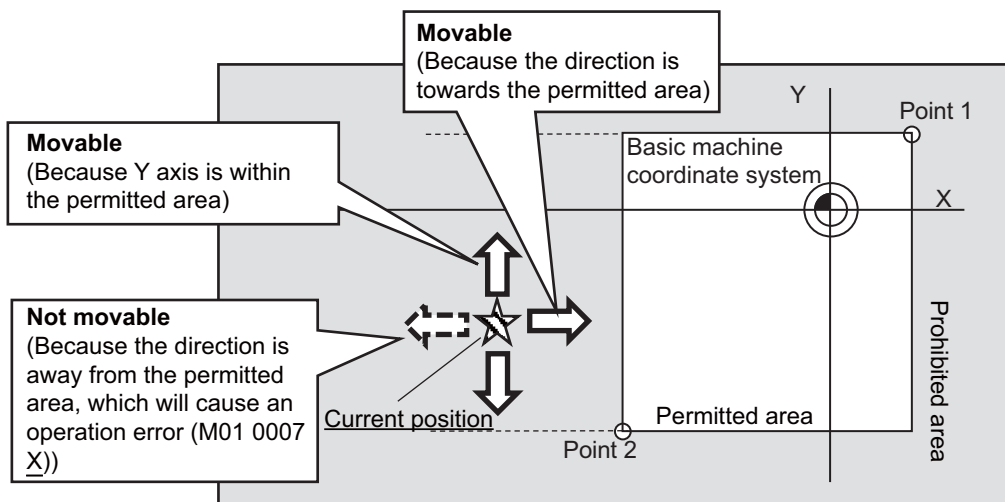 Movable
(Because the direction is
towards the permitted area)
Movable
(Because Y axis is within
the permitted area)
Not movable
(Because the direction is
away from the permitted
area, which will cause an
operation error (M01 0007
X))
Current position
Y
Point 1
Basic machine
coordinate system
X
Prohibited area
Permitted area
Point 2